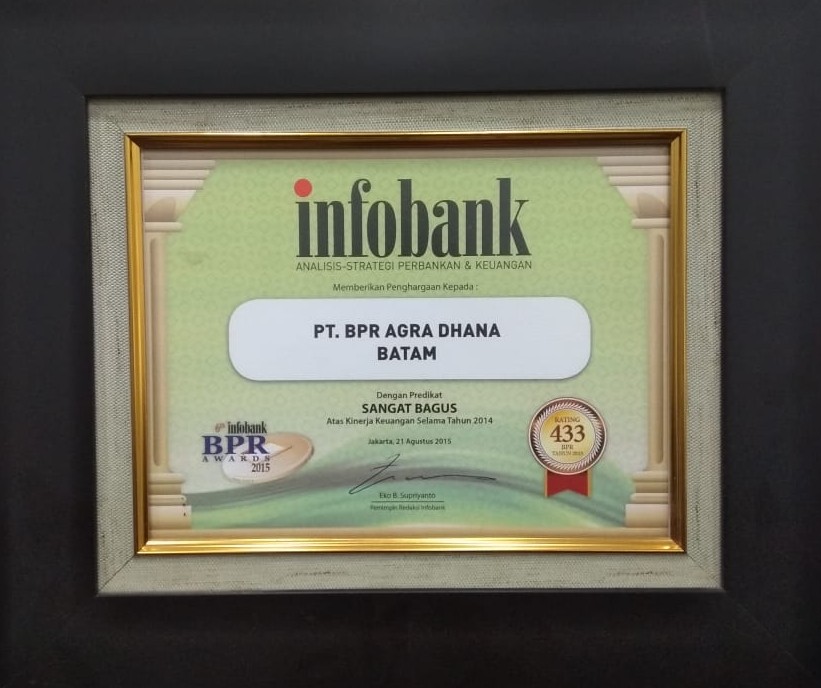 infobank
ANALISIS-STRATEGI PERBANKAN & KEUANGAN
Memberikan Penghargaan Kepada :
PT. BPR AGRA DHANA
BATAM
Dengan Predikat
SANGAT BAGUS
Atas Kinerja Keuangan Selama Tahun 2014
Jakarta, 21 Agustus 2015
infobank
BPR
AWARDS
2015
RATING
433
BPR
Eko B. Supriyanto
Pemimpin Redaksi Infobank